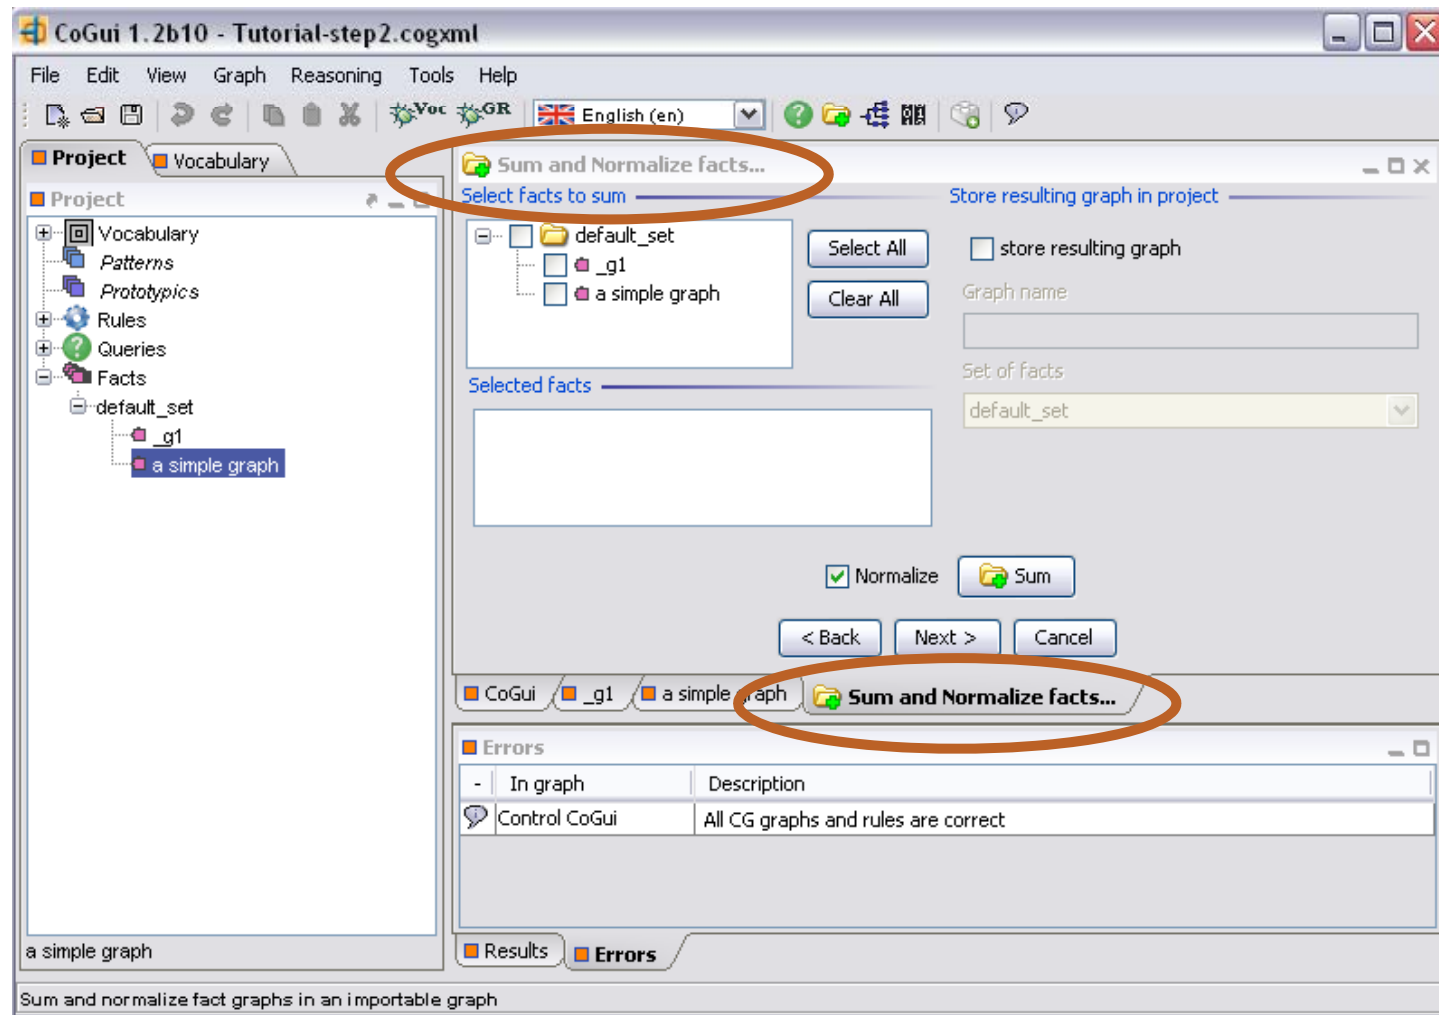 CoGui 1.2b10 - Tutorial-step2.cogxml
File Edit View Graph Reasoning Tools Help
Voc GR English (en)
Project Vocabulary
Project
Vocabulary
Patterns
Prototypics
Rules
Queries
Facts
default_set
_g1
a simple graph
a simple graph
Sum and Normalize facts...
Select facts to sum
default_set
_g1
a simple graph
Select All
Clear All
Store resulting graph in project
store resulting graph
Graph name
Set of facts
default_set
Selected facts
Normalize Sum
< Back Next > Cancel
CoGui _g1 a simple graph Sum and Normalize facts...
Errors
- In graph Description
Control CoGui All CG graphs and rules are correct
Results Errors
Sum and normalize fact graphs in an importable graph